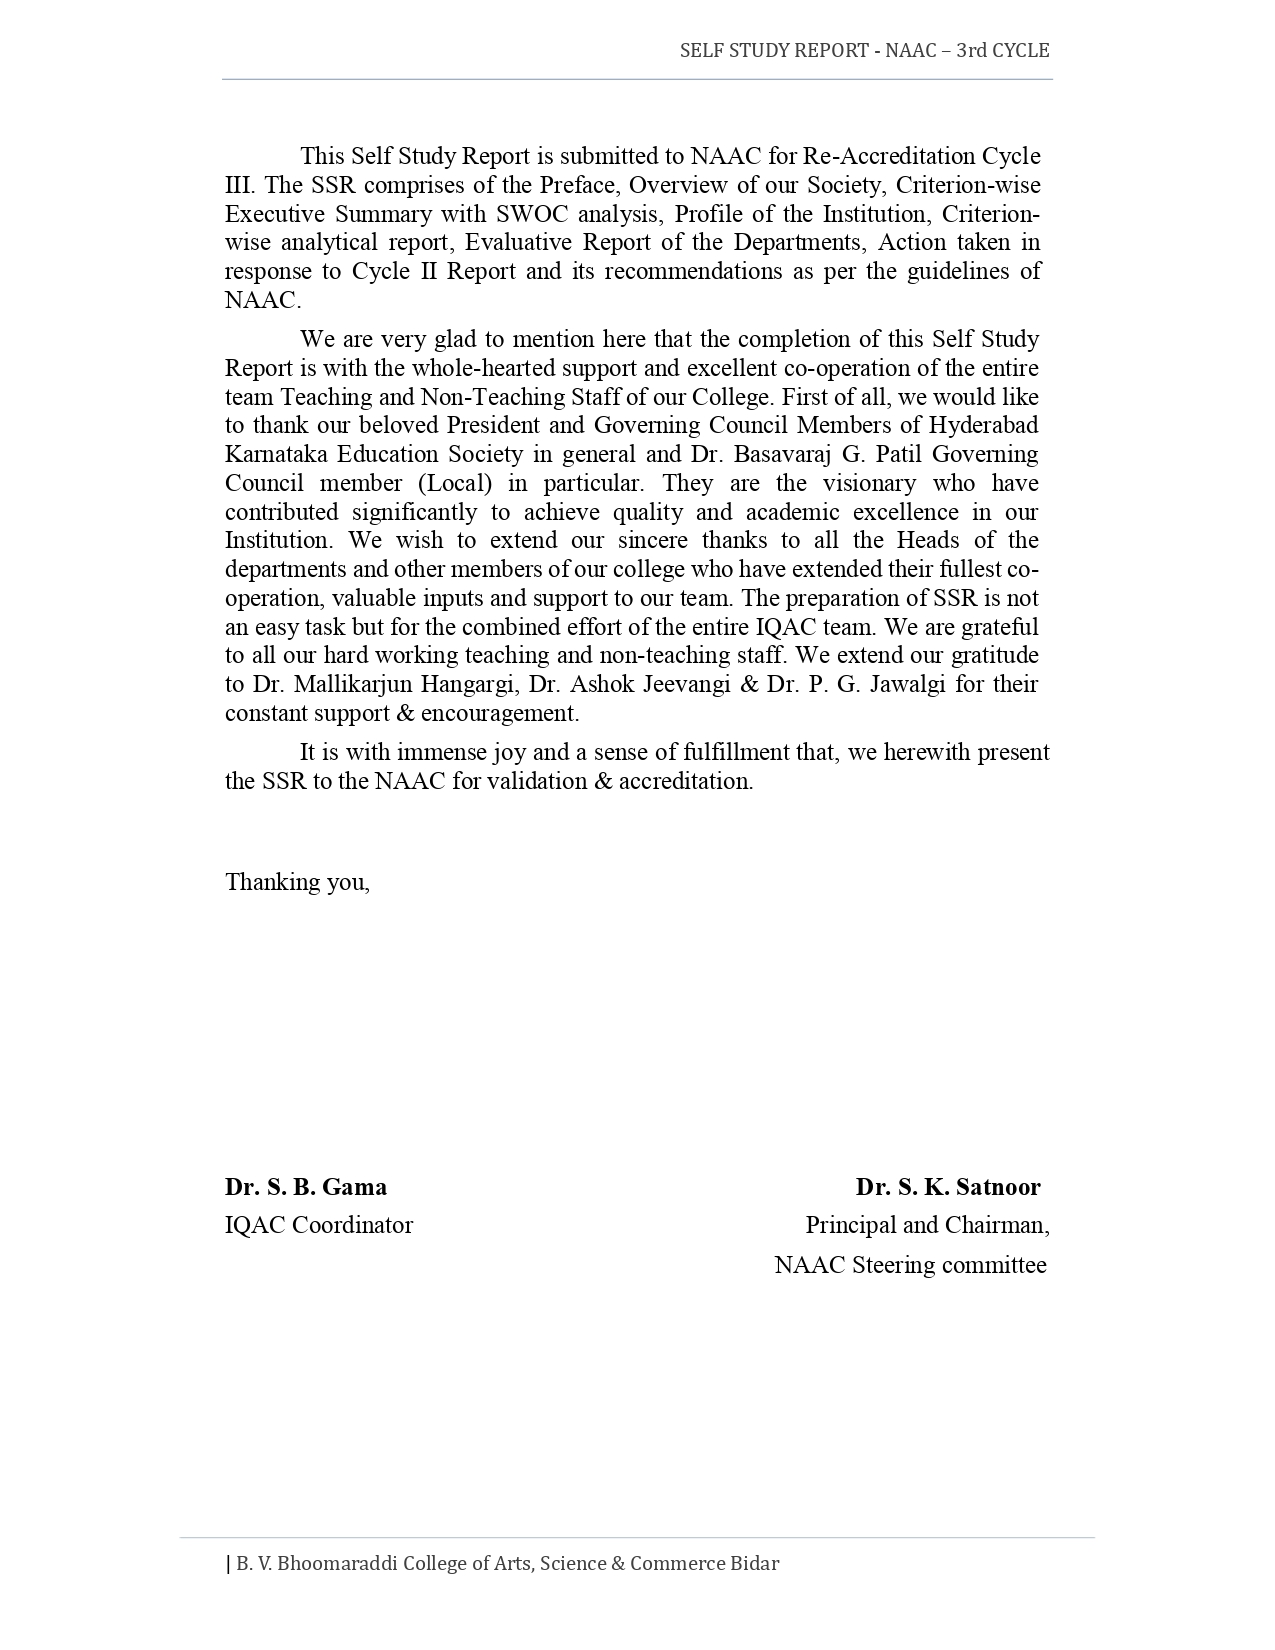 SELF STUDY REPORT - NAAC – 3rd CYCLE
This Self Study Report is submitted to NAAC for Re-Accreditation Cycle
III. The SSR comprises of the Preface, Overview of our Society, Criterion-wise
Executive Summary with SWOC analysis, Profile of the Institution, Criterion-
wise analytical report, Evaluative Report of the Departments, Action taken in
response to Cycle II Report and its recommendations as per the guidelines of
NAAC.
We are very glad to mention here that the completion of this Self Study
Report is with the whole-hearted support and excellent co-operation of the entire
team Teaching and Non-Teaching Staff of our College. First of all, we would like
to thank our beloved President and Governing Council Members of Hyderabad
Karnataka Education Society in general and Dr. Basavaraj G. Patil Governing
Council member (Local) in particular. They are the visionary who have
contributed significantly to achieve quality and academic excellence in our
Institution. We wish to extend our sincere thanks to all the Heads of the
departments and other members of our college who have extended their fullest co-
operation, valuable inputs and support to our team. The preparation of SSR is not
an easy task but for the combined effort of the entire IQAC team. We are grateful
to all our hard working teaching and non-teaching staff. We extend our gratitude
to Dr. Mallikarjun Hangargi, Dr. Ashok Jeevangi & Dr. P. G. Jawalgi for their
constant support & encouragement.
It is with immense joy and a sense of fulfillment that, we herewith present
the SSR to the NAAC for validation & accreditation.
Thanking you,
Dr. S. B. Gama Dr. S. K. Satnoor
IQAC Coordinator Principal and Chairman,
NAAC Steering committee
| B. V. Bhoomaraddi College of Arts, Science & Commerce Bidar